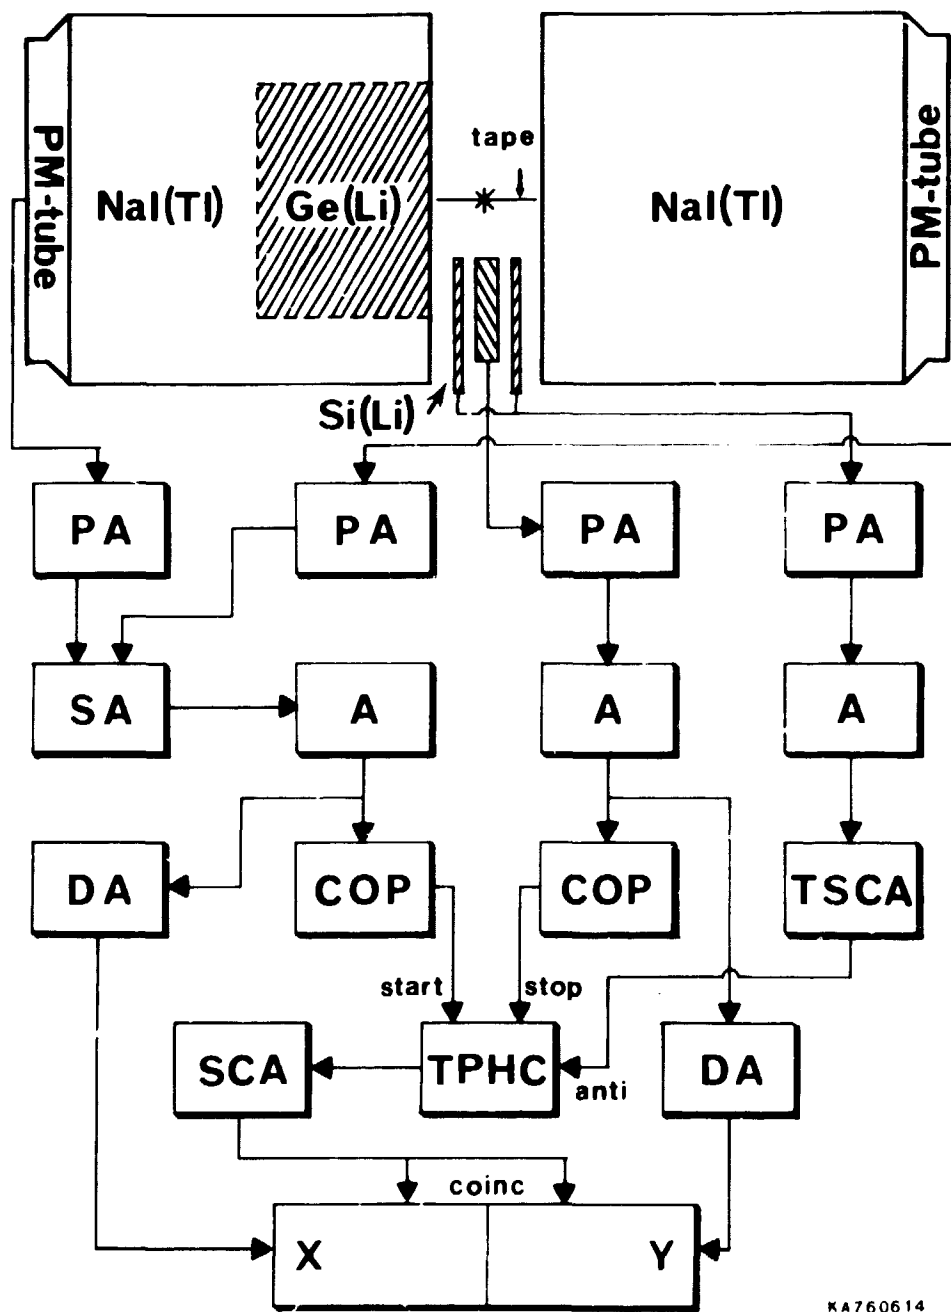 tape
PM-tube
NaI(Tl)
Ge(Li)
NaI(Tl)
PM-tube
Si(Li)
PA
PA
PA
PA
SA
A
A
A
DA
COP
COP
TSCA
start
stop
SCA
TPHC
anti
DA
coinc
X
Y
KA760614